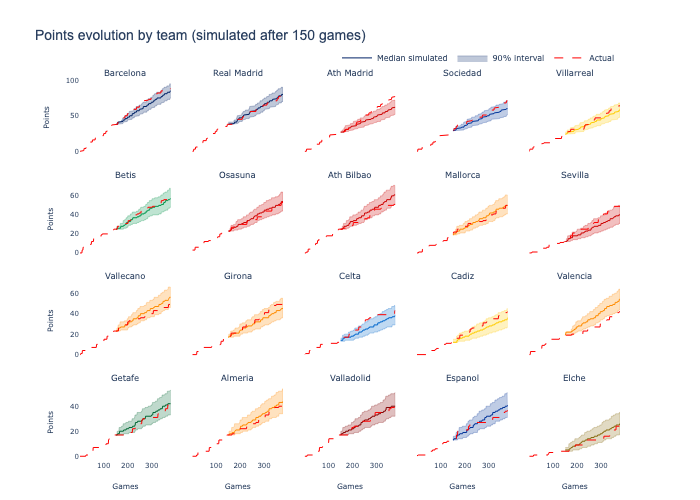 Points evolution by team (simulated after 150 games)
Median simulated 90% interval Actual
Barcelona Real Madrid Ath Madrid Sociedad Villarreal
100
50
0
Points
Betis Osasuna Ath Bilbao Mallorca Sevilla
60
40
20
0
Points
Vallecano Girona Celta Cadiz Valencia
60
40
20
0
Points
Getafe Almeria Valladolid Espanol Elche
40
20
0
Points
100 200 300 100 200 300 100 200 300 100 200 300 100 200 300
Games Games Games Games Games